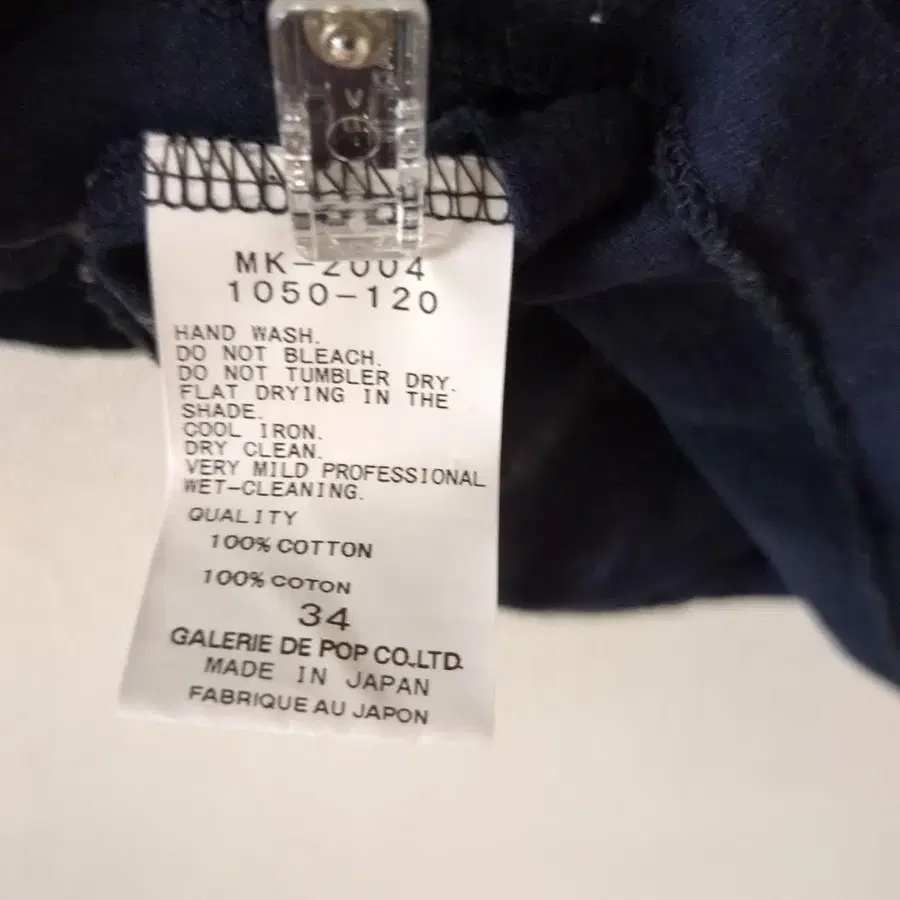 MK-2004
1050-120
HAND WASH.
DO NOT BLEACH.
DO NOT TUMBLER DRY.
FLAT DRYING IN THE
SHADE.
COOL IRON.
DRY CLEAN.
VERY MILD PROFESSIONAL
WET-CLEANING.
QUALITY
100% COTTON
100% COTON
34
GALERIE DE POP CO.LTD.
MADE IN JAPAN
FABRIQUE AU JAPON